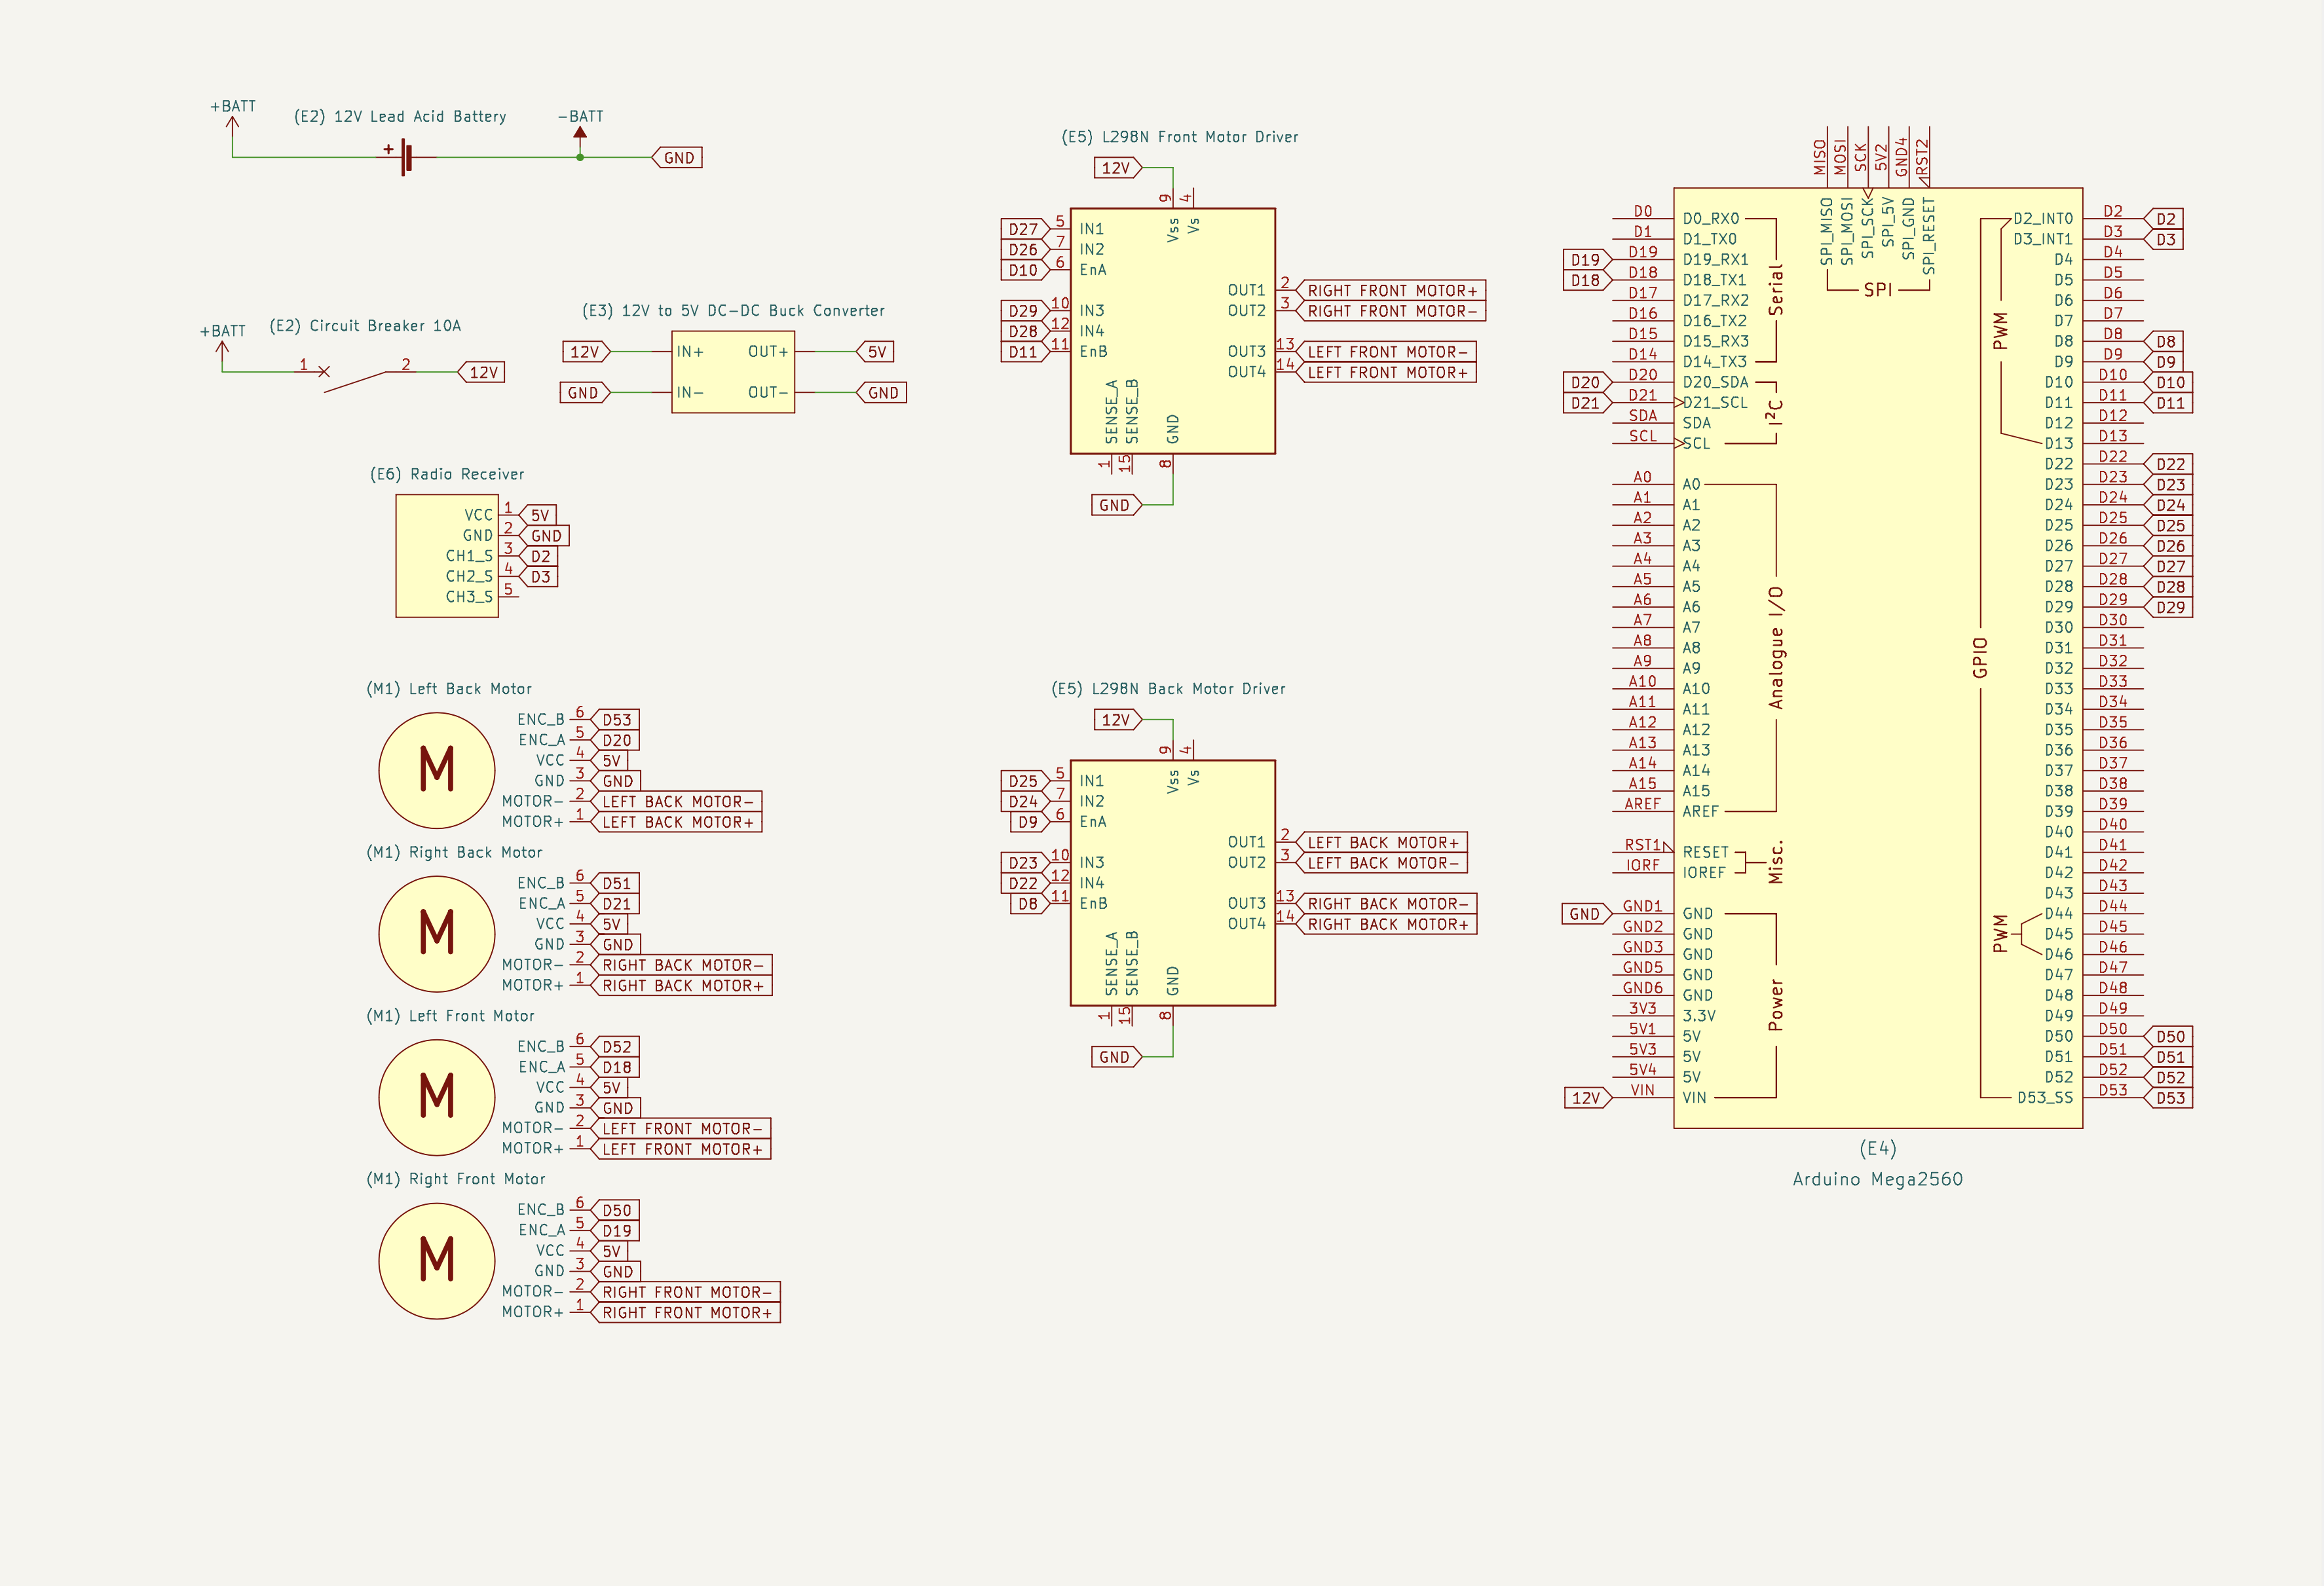 +BATT
(E2) 12V Lead Acid Battery
-BATT
+
GND
+BATT
(E2) Circuit Breaker 10A
1
2
12V
(E3) 12V to 5V DC-DC Buck Converter
12V
IN+
OUT+
5V
GND
IN-
OUT-
GND
(E6) Radio Receiver
VCC 1 5V
GND 2 GND
CH1_S 3 D2
CH2_S 4 D3
CH3_S 5
(M1) Left Back Motor
M
ENC_B 6 D53
ENC_A 5 D20
VCC 4 5V
GND 3 GND
MOTOR- 2 LEFT BACK MOTOR-
MOTOR+ 1 LEFT BACK MOTOR+
(M1) Right Back Motor
M
ENC_B 6 D51
ENC_A 5 D21
VCC 4 5V
GND 3 GND
MOTOR- 2 RIGHT BACK MOTOR-
MOTOR+ 1 RIGHT BACK MOTOR+
(M1) Left Front Motor
M
ENC_B 6 D52
ENC_A 5 D18
VCC 4 5V
GND 3 GND
MOTOR- 2 LEFT FRONT MOTOR-
MOTOR+ 1 LEFT FRONT MOTOR+
(M1) Right Front Motor
M
ENC_B 6 D50
ENC_A 5 D19
VCC 4 5V
GND 3 GND
MOTOR- 2 RIGHT FRONT MOTOR-
MOTOR+ 1 RIGHT FRONT MOTOR+
(E5) L298N Front Motor Driver
12V
9 Vss
4 Vs
D27 5 IN1
D26 7 IN2
D10 6 EnA
D29 10 IN3
D28 12 IN4
D11 11 EnB
OUT1 2 RIGHT FRONT MOTOR+
OUT2 3 RIGHT FRONT MOTOR-
OUT3 13 LEFT FRONT MOTOR-
OUT4 14 LEFT FRONT MOTOR+
SENSE_A 1
SENSE_B 15
GND 8
GND
(E5) L298N Back Motor Driver
12V
9 Vss
4 Vs
D25 5 IN1
D24 7 IN2
D9 6 EnA
D23 10 IN3
D22 12 IN4
D8 11 EnB
OUT1 2 LEFT BACK MOTOR+
OUT2 3 LEFT BACK MOTOR-
OUT3 13 RIGHT BACK MOTOR-
OUT4 14 RIGHT BACK MOTOR+
SENSE_A 1
SENSE_B 15
GND 8
GND
MISO SPI_MISO
MOSI SPI_MOSI
SCK SPI_SCK
5V2 SPI_5V
GND4 SPI_GND
RST2 SPI_RESET
SPI
D0 D0_RX0
D1 D1_TX0
D19 D19 D19_RX1
D18 D18 D18_TX1
D17 D17_RX2
D16 D16_TX2
D15 D15_RX3
D14 D14_TX3
Serial
D20 D20 D20_SDA
D21 D21 D21_SCL
SDA SDA
SCL SCL
I²C
A0 A0
A1 A1
A2 A2
A3 A3
A4 A4
A5 A5
A6 A6
A7 A7
A8 A8
A9 A9
A10 A10
A11 A11
A12 A12
A13 A13
A14 A14
A15 A15
AREF AREF
Analogue I/O
RST1 RESET
IORF IOREF
Misc.
GND GND1 GND
GND2 GND
GND3 GND
GND5 GND
GND6 GND
3V3 3.3V
5V1 5V
5V3 5V
5V4 5V
12V VIN VIN
Power
GPIO
PWM
PWM
D2_INT0 D2 D2
D3_INT1 D3 D3
D4 D4
D5 D5
D6 D6
D7 D7
D8 D8 D8
D9 D9 D9
D10 D10 D10
D11 D11 D11
D12 D12
D13 D13
D22 D22 D22
D23 D23 D23
D24 D24 D24
D25 D25 D25
D26 D26 D26
D27 D27 D27
D28 D28 D28
D29 D29 D29
D30 D30
D31 D31
D32 D32
D33 D33
D34 D34
D35 D35
D36 D36
D37 D37
D38 D38
D39 D39
D40 D40
D41 D41
D42 D42
D43 D43
D44 D44
D45 D45
D46 D46
D47 D47
D48 D48
D49 D49
D50 D50 D50
D51 D51 D51
D52 D52 D52
D53_SS D53 D53
(E4)
Arduino Mega2560